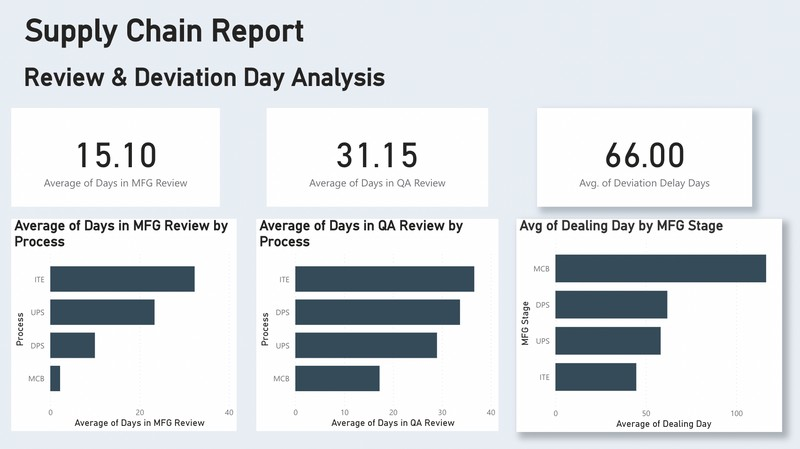 Supply Chain Report
Review & Deviation Day Analysis
15.10
Average of Days in MFG Review
31.15
Average of Days in QA Review
66.00
Avg. of Deviation Delay Days
Average of Days in MFG Review by
Process
Process
ITE
UPS
DPS
MCB
0 20 40
Average of Days in MFG Review
Average of Days in QA Review by
Process
Process
ITE
DPS
UPS
MCB
0 10 20 30 40
Average of Days in QA Review
Avg of Dealing Day by MFG Stage
MFG Stage
MCB
DPS
UPS
ITE
0 50 100
Average of Dealing Day